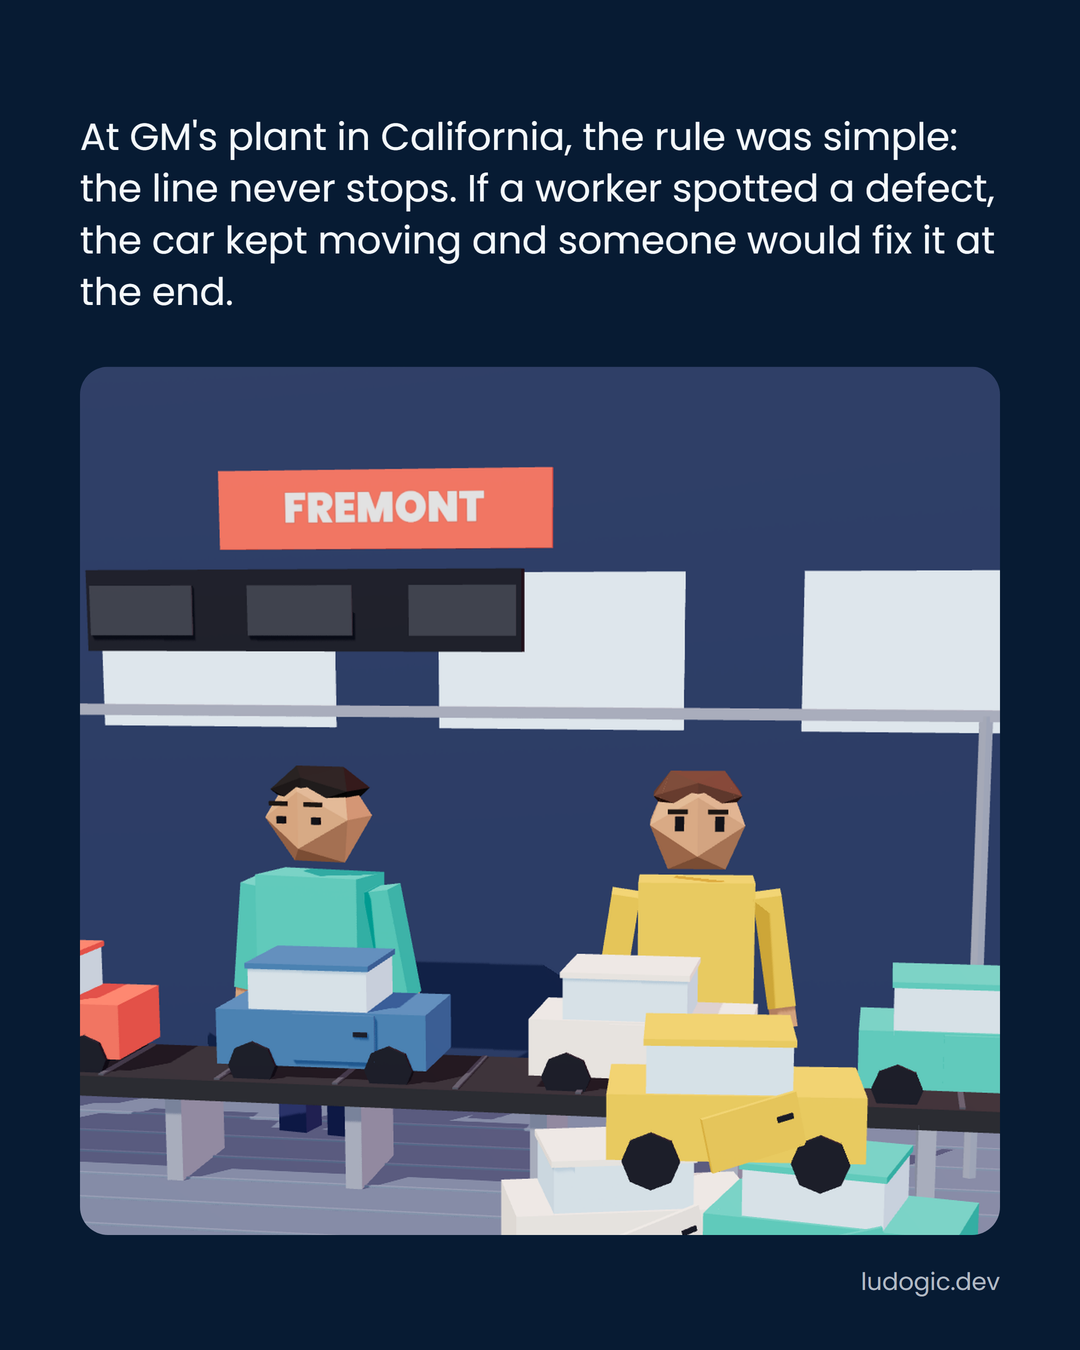 At GM's plant in California, the rule was simple:
the line never stops. If a worker spotted a defect,
the car kept moving and someone would fix it at
the end.
FREMONT
ludogic.dev